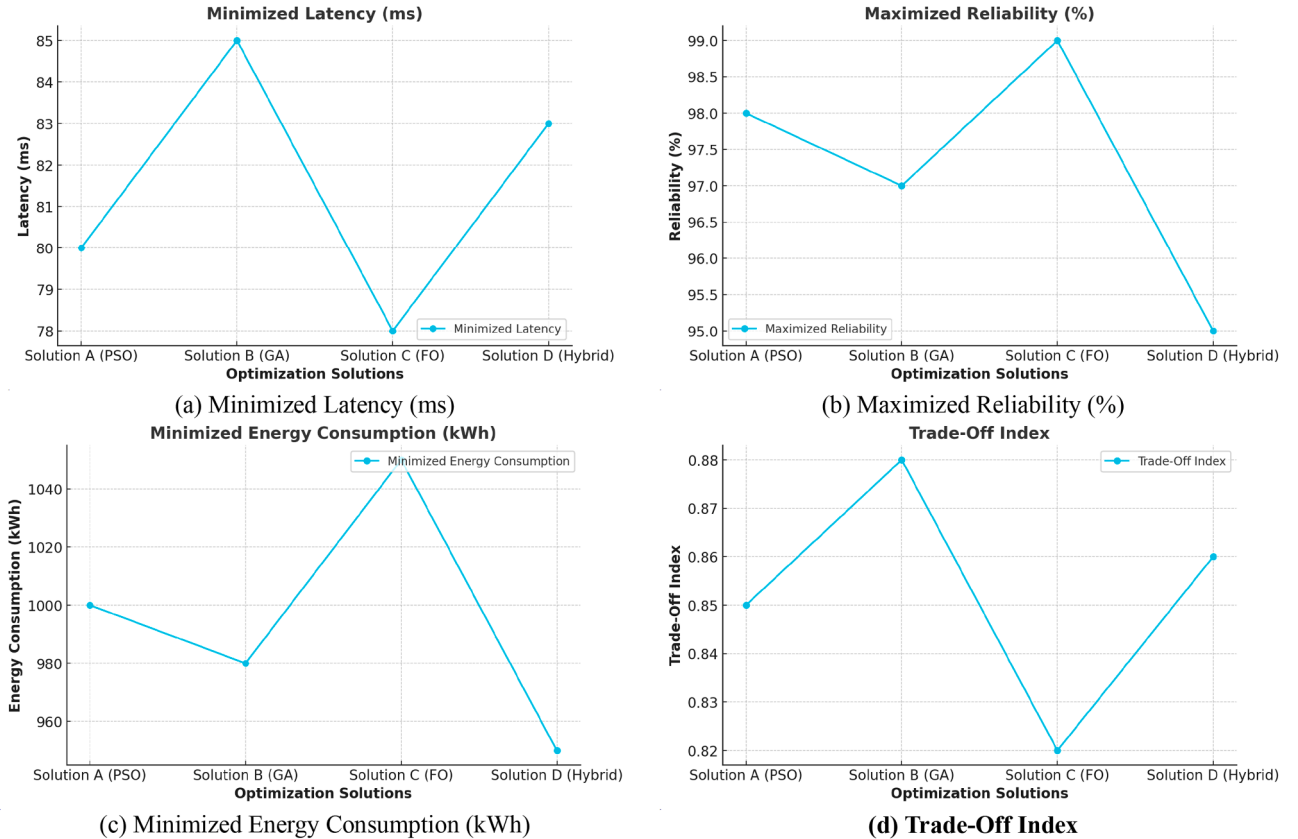 Minimized Latency (ms)
85
84
83
82
81
80
79
78
Latency (ms)
Minimized Latency
Solution A (PSO)
Solution B (GA)
Solution C (FO)
Solution D (Hybrid)
Optimization Solutions
(a) Minimized Latency (ms)
Maximized Reliability (%)
99.0
98.5
98.0
97.5
97.0
96.5
96.0
95.5
95.0
Reliability (%)
Maximized Reliability
Solution A (PSO)
Solution B (GA)
Solution C (FO)
Solution D (Hybrid)
Optimization Solutions
(b) Maximized Reliability (%)
Minimized Energy Consumption (kWh)
Minimized Energy Consumption
1040
1020
1000
980
960
Energy Consumption (kWh)
Solution A (PSO)
Solution B (GA)
Solution C (FO)
Solution D (Hybrid)
Optimization Solutions
(c) Minimized Energy Consumption (kWh)
Trade-Off Index
Trade-Off Index
0.88
0.87
0.86
0.85
0.84
0.83
0.82
Trade-Off Index
Solution A (PSO)
Solution B (GA)
Solution C (FO)
Solution D (Hybrid)
Optimization Solutions
(d) Trade-Off Index